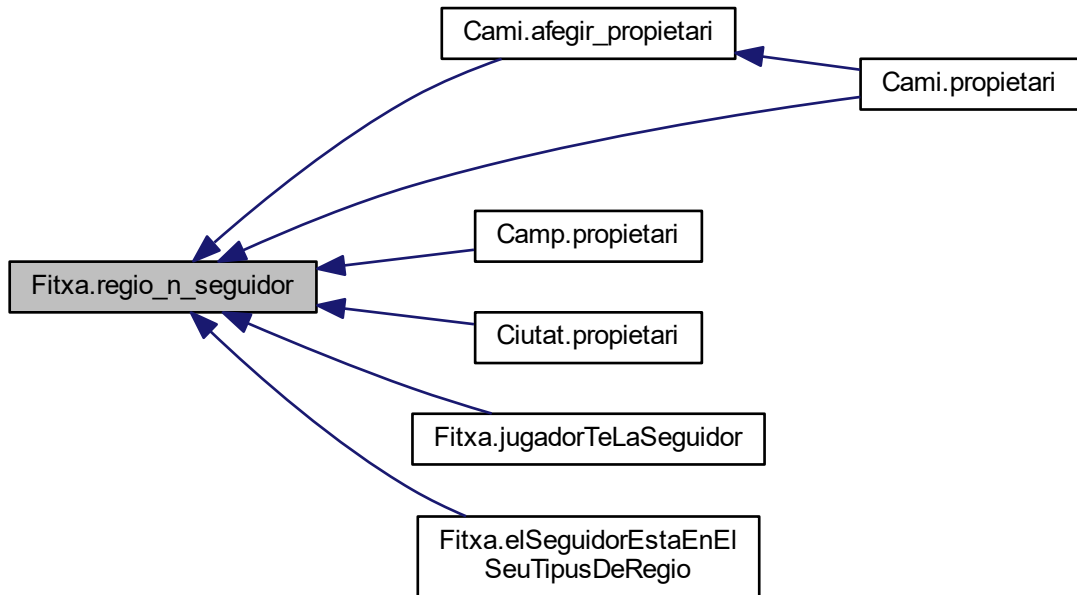 Cami.afegir_propietari
Cami.propietari
Camp.propietari
Fitxa.regio_n_seguidor
Ciutat.propietari
Fitxa.jugadorTeLaSeguidor
Fitxa.elSeguidorEstaEnEl
SeuTipusDeRegio